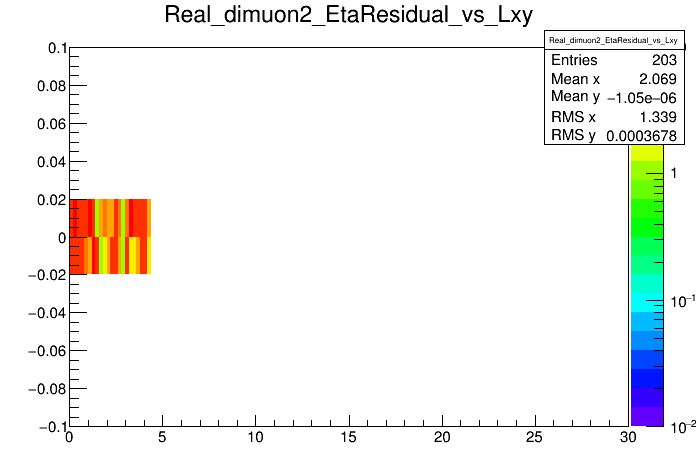 Real_dimuon2_EtaResidual_vs_Lxy
Real_dimuon2_EtaResidual_vs_Lxy
Entries 203
Mean x 2.069
Mean y −1.05e−06
RMS x 1.339
RMS y 0.0003678
0.1
0.08
0.06
0.04
0.02
0
−0.02
−0.04
−0.06
−0.08
−0.1
0 5 10 15 20 25 30
1
10−1
10−2